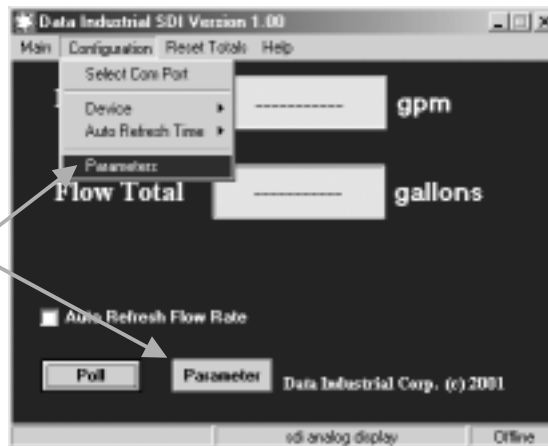 Data Industrial SDI Version 1.00
Main Configuration Reset Totals Help
Select Com Port
Device
Auto Refresh Time
Parameters
----------- gpm
Flow Total ----------- gallons
Auto Refresh Flow Rate
Poll Parameter Data Industrial Corp. (c) 2001
sdi analog display Offline